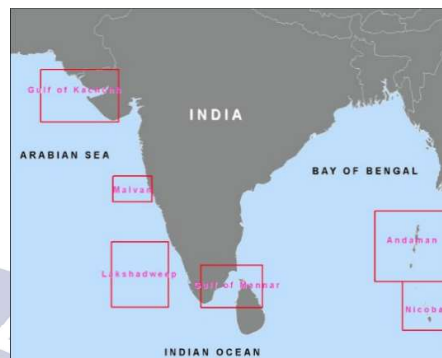 Gulf of Kachchh
INDIA
ARABIAN SEA
BAY OF BENGAL
Malvan
Andaman
Lakshadweep
Gulf of Mannar
Nicobar
INDIAN OCEAN